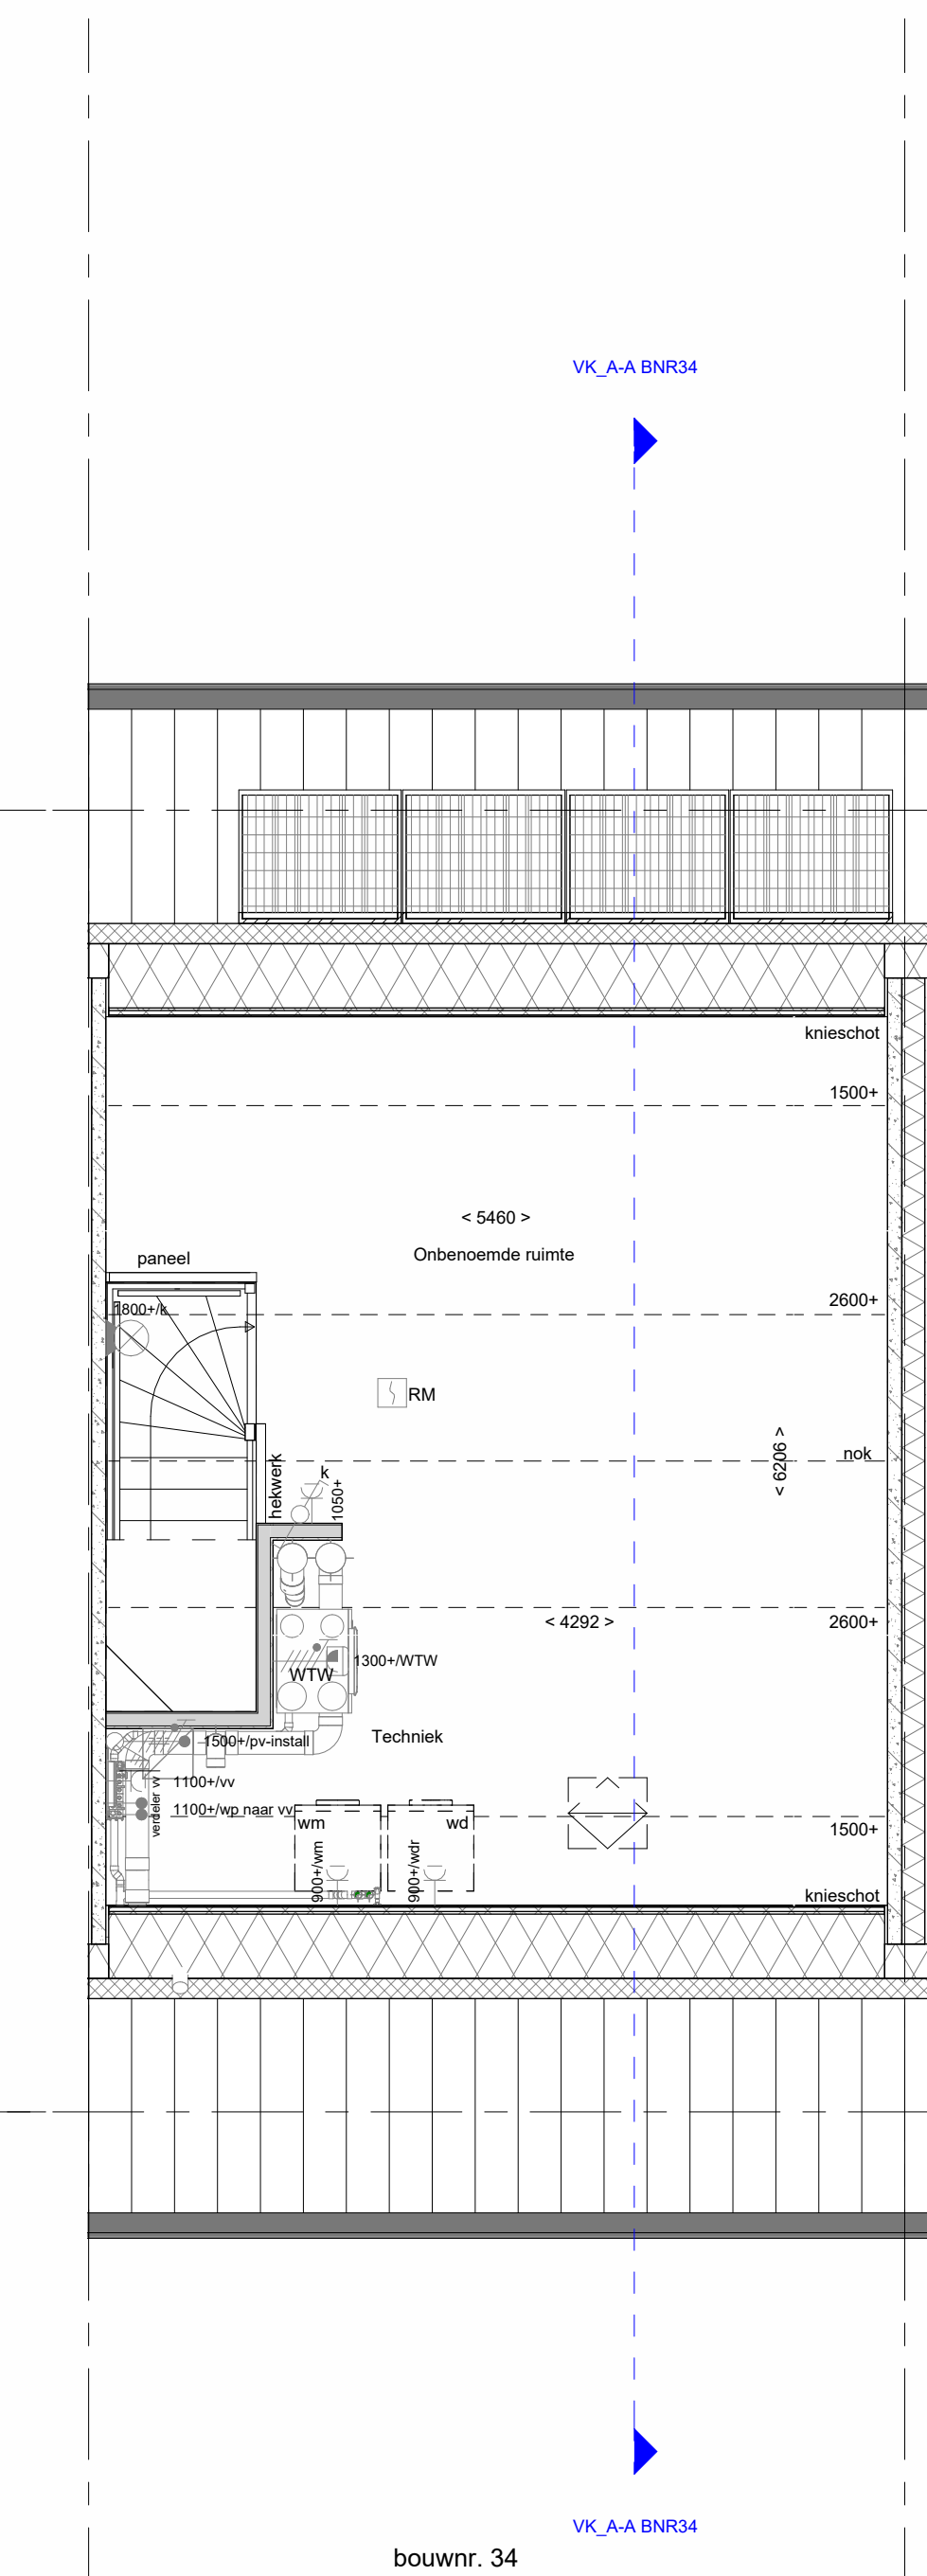 VK_A-A BNR34
knieschot
1500+
< 5460 >
Onbenoemde ruimte
paneel
2600+
1800+/k
RM
nok
< 6206 >
hekwerk
k
1050+
< 4292 >
2600+
1300+/WTW
WTW
Techniek
1500+/pv-install
1100+/vv
verdeler vv
1100+/wp naar vv
wm
wd
1500+
900+/wm
900+/wdr
knieschot
VK_A-A BNR34
bouwnr. 34